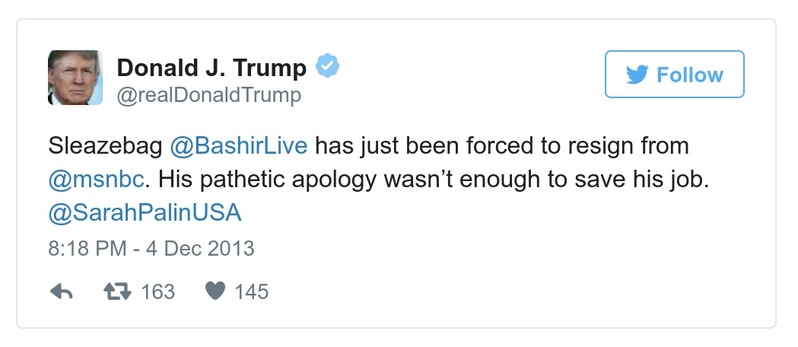 Donald J. Trump
@realDonaldTrump
Follow
Sleazebag @BashirLive has just been forced to resign from
@msnbc. His pathetic apology wasn’t enough to save his job.
@SarahPalinUSA
8:18 PM - 4 Dec 2013
163 145